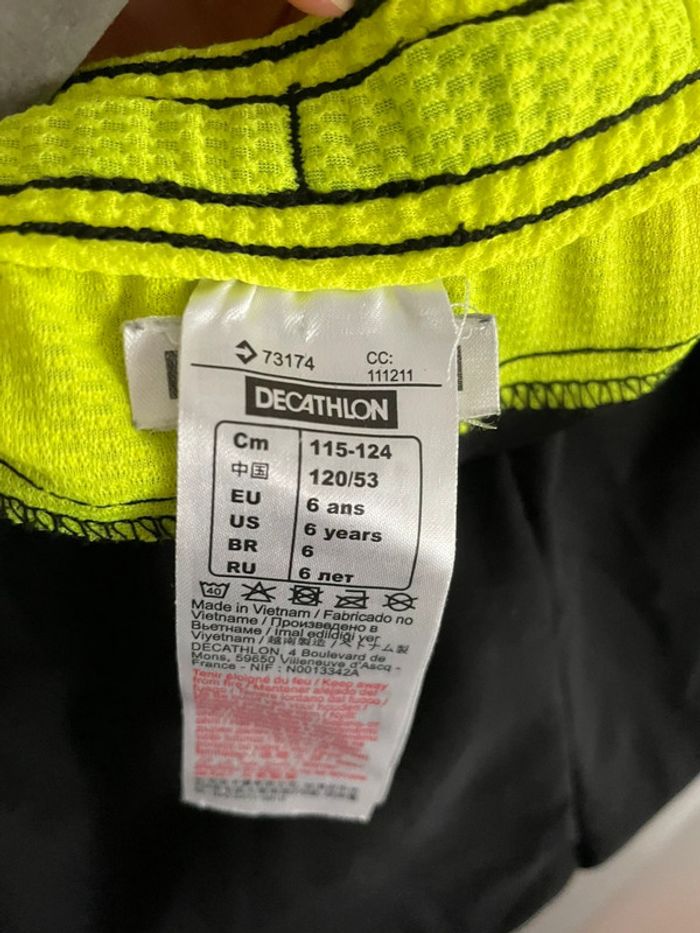 73174 CC:
111211
DECATHLON
Cm 115-124
中国 120/53
EU 6 ans
US 6 years
BR 6
RU 6 лет
40
Made in Vietnam / Fabricado no
Vietname / Произведено в
Вьетнаме / İmal edildiği yer
Viyetnam / 越南製造 / ベトナム製
DECATHLON, 4 Boulevard de
Mons, 59650 Villeneuve d'Ascq -
France - NIF : N0013342A
Tenir éloigné du feu / Keep away
from fire / Mantener alejado del
fuego /